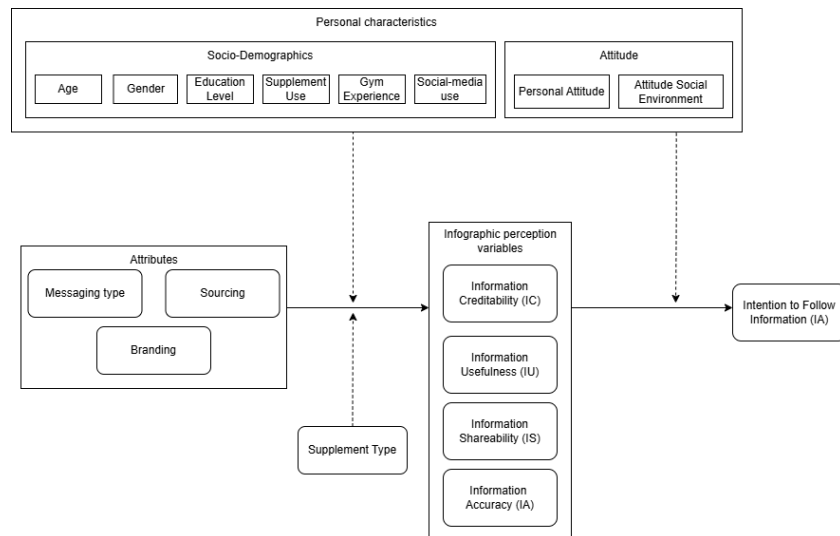 Personal characteristics
Socio-Demographics
Attitude
Age
Gender
Education
Level
Supplement
Use
Gym
Experience
Social-media
use
Personal Attitude
Attitude Social
Environment
Infographic perception
variables
Attributes
Messaging type
Sourcing
Branding
Information
Creditability (IC)
Intention to Follow
Information (IA)
Information
Usefulness (IU)
Supplement Type
Information
Shareability (IS)
Information
Accuracy (IA)